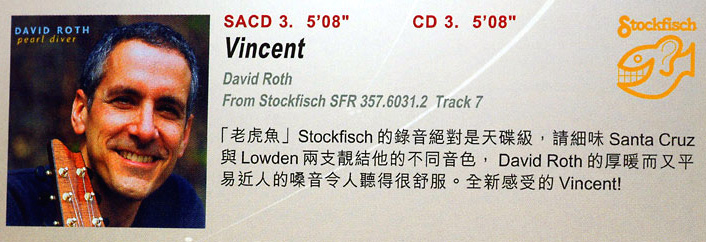 DAVID ROTH
pearl diver
SACD 3. 5'08" CD 3. 5'08"
Vincent
David Roth
From Stockfisch SFR 357.6031.2 Track 7
Stockfisch
「老虎魚」Stockfisch 的錄音絕對是天碟級，請細味 Santa Cruz
與 Lowden 兩支靚結他的不同音色， David Roth 的厚暖而又平
易近人的嗓音令人聽得很舒服。全新感受的 Vincent!